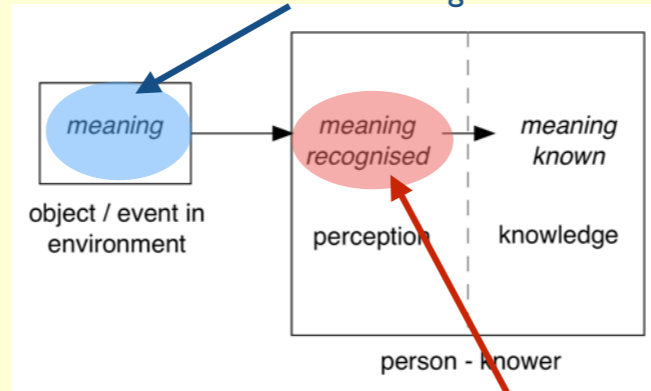 meaning
meaning
recognised
meaning
known
object / event in
environment
perception
knowledge
person - knower